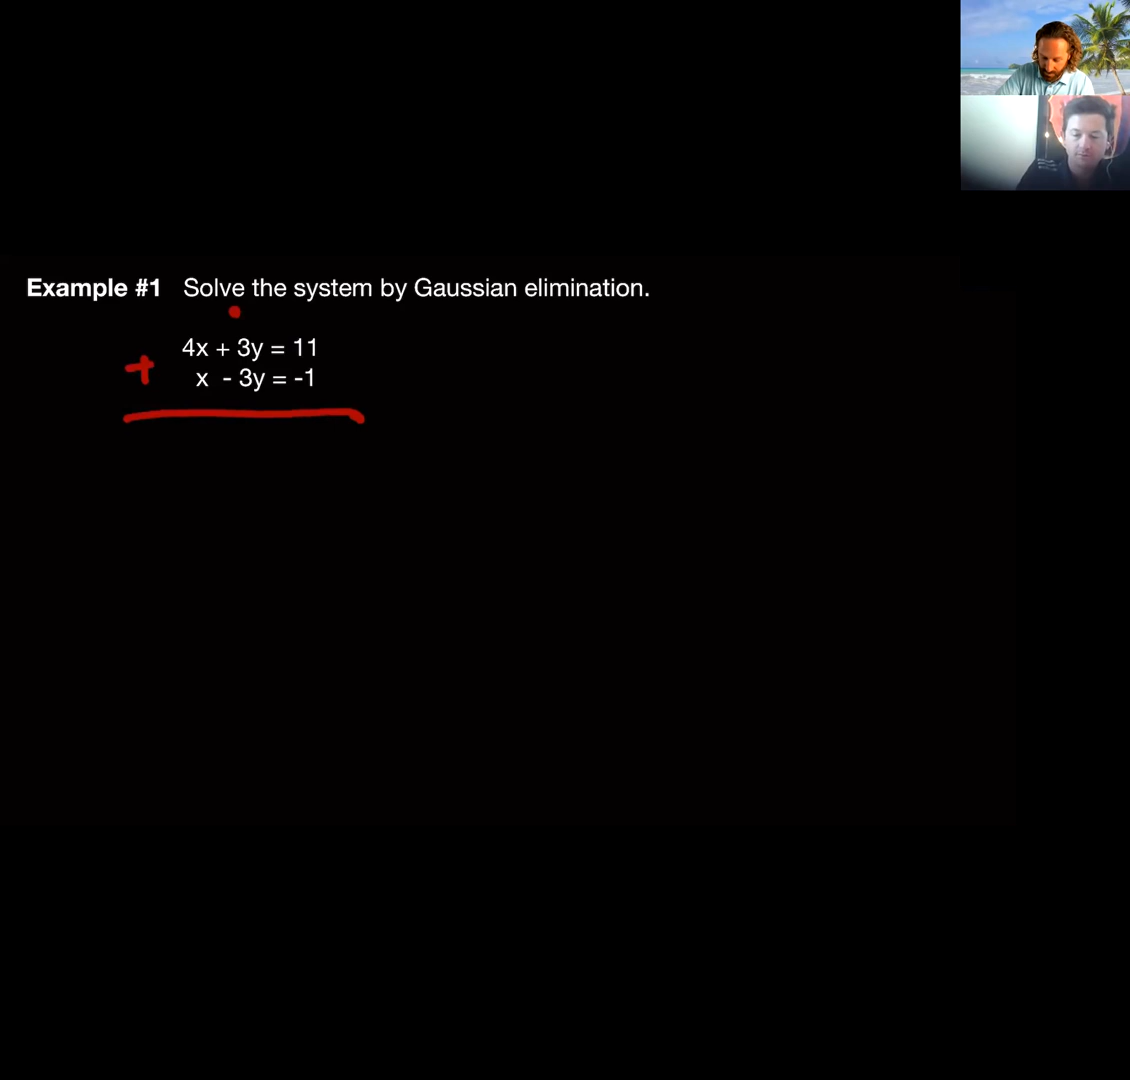 Example #1 Solve the system by Gaussian elimination.
4x + 3y = 11
+
x - 3y = -1